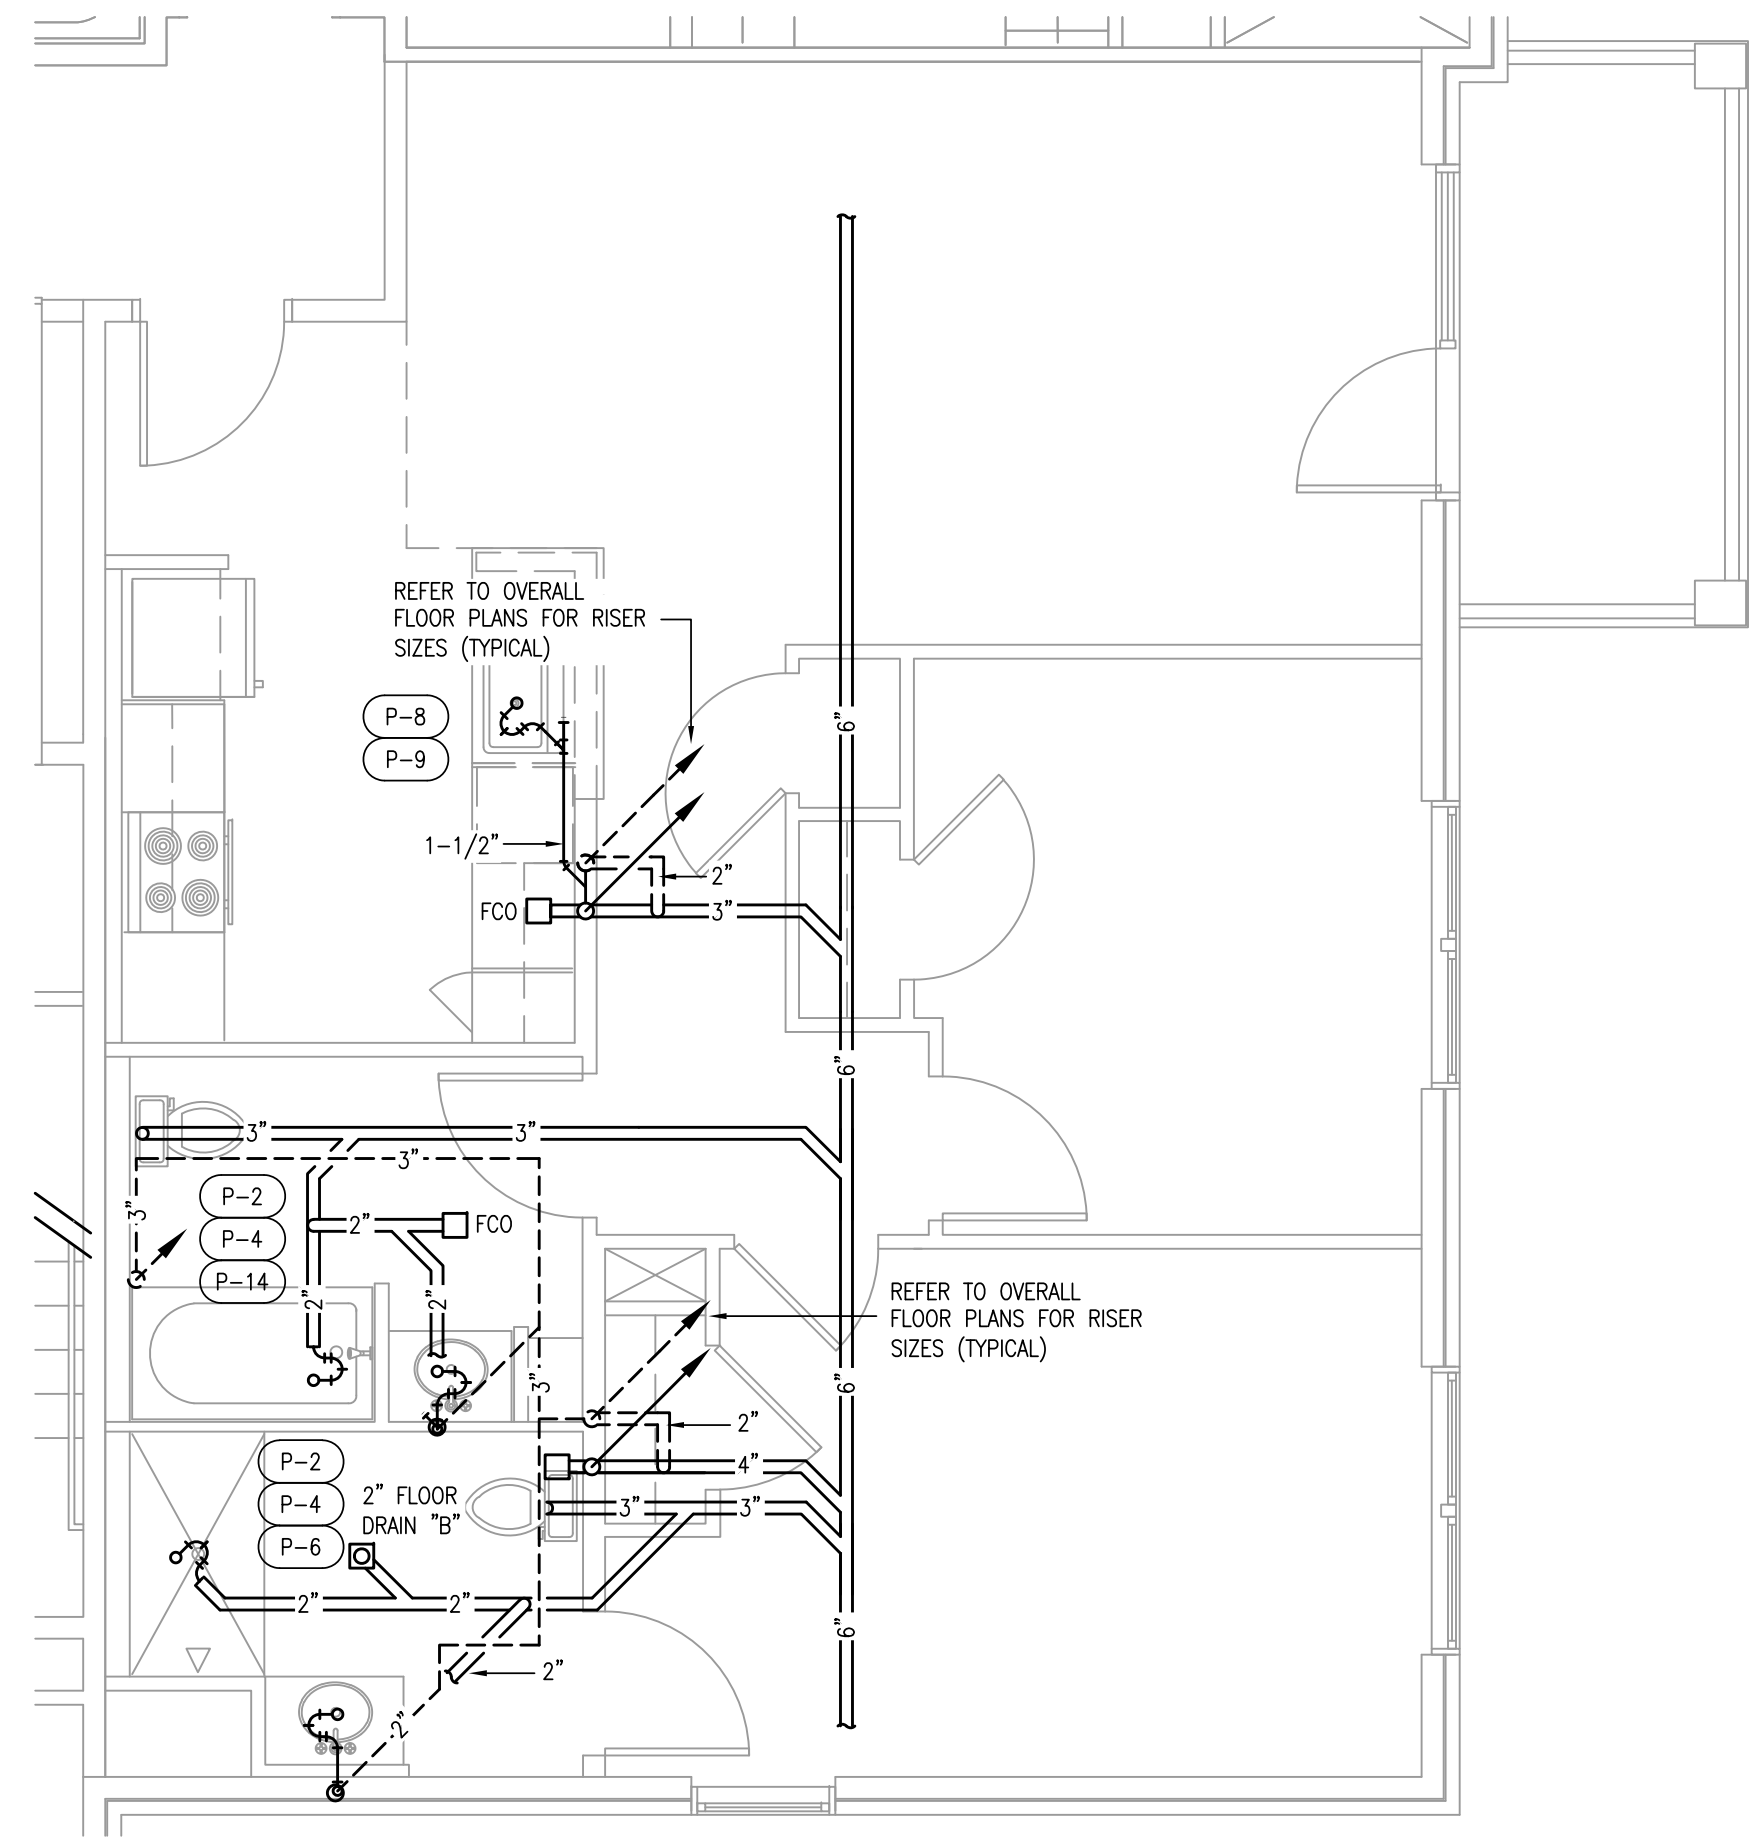 REFER TO OVERALL
FLOOR PLANS FOR RISER
SIZES (TYPICAL)
P-8
P-9
6"
1-1/2"
2"
FCO
3"
6"
3"
3"
3"
P-2
P-4
P-14
3"
2"
FCO
2"
2"
REFER TO OVERALL
FLOOR PLANS FOR RISER
SIZES (TYPICAL)
3"
6"
2"
P-2
P-4
P-6
4"
2" FLOOR
DRAIN "B"
3"
3"
2"
2"
6"
2"
2"